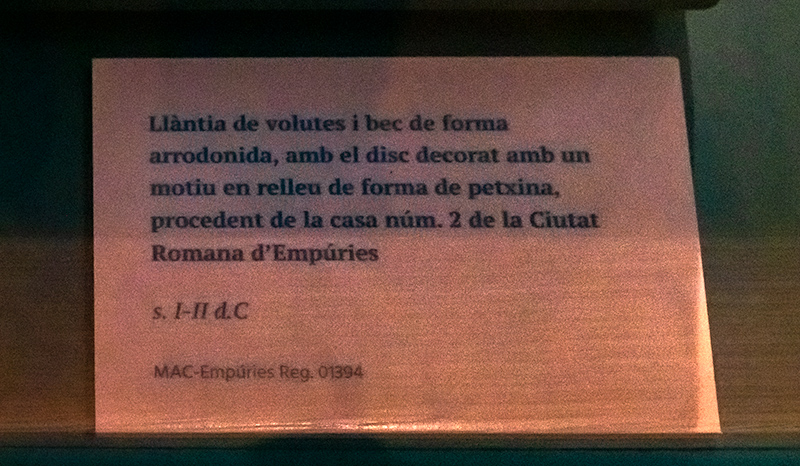 Llàntia de volutes i bec de forma
arrodonida, amb el disc decorat amb un
motiu en relleu de forma de petxina,
procedent de la casa núm. 2 de la Ciutat
Romana d’Empúries
s. I-II d.C
MAC-Empúries Reg. 01394